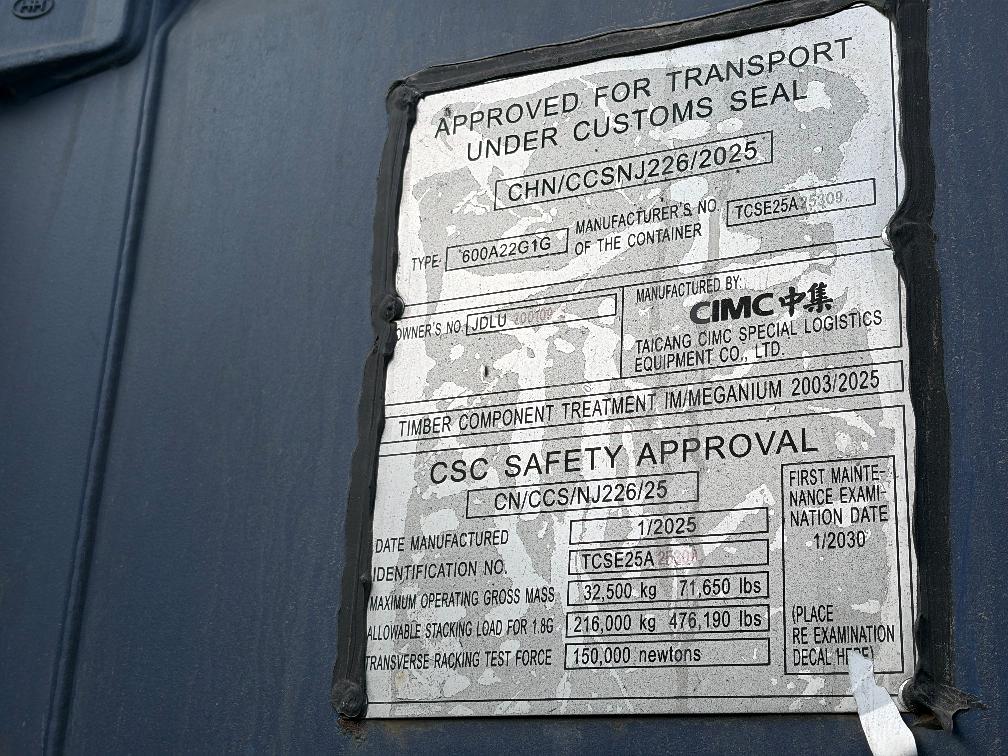 APPROVED FOR TRANSPORT
UNDER CUSTOMS SEAL
CHN/CCSNJ226/2025
TYPE: 600A22G1G
MANUFACTURER'S NO.
OF THE CONTAINER
TCSE25A25309
OWNER'S NO. JDLU
MANUFACTURED BY:
CIMC 中集
TAICANG CIMC SPECIAL LOGISTICS
EQUIPMENT CO., LTD.
TIMBER COMPONENT TREATMENT IM/MEGANIUM 2003/2025
CSC SAFETY APPROVAL
CN/CCS/NJ226/25
DATE MANUFACTURED 1/2025
IDENTIFICATION NO. TCSE25A
MAXIMUM OPERATING GROSS MASS 32,500 kg 71,650 lbs
ALLOWABLE STACKING LOAD FOR 1.8G 216,000 kg 476,190 lbs
TRANSVERSE RACKING TEST FORCE 150,000 newtons
FIRST MAINTE-
NANCE EXAMI-
NATION DATE
1/2030
(PLACE
RE EXAMINATION
DECAL HERE)